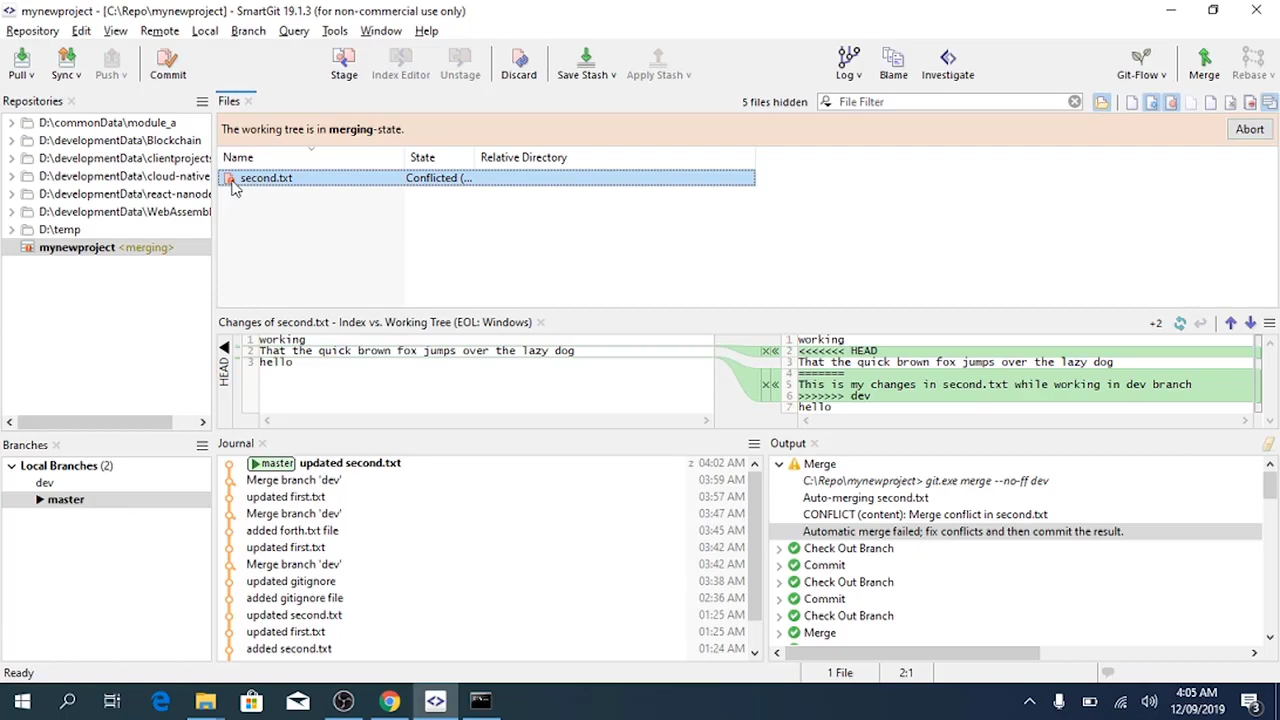 mynewproject - [C:\Repo\mynewproject] - SmartGit 19.1.3 (for non-commercial use only)
Repository Edit View Remote Local Branch Query Tools Window Help
Pull Sync Push Commit Stage Index Editor Unstage Discard Save Stash Apply Stash Log Blame Investigate Git-Flow Merge Rebase
Repositories
D:\commonData\module_a
D:\developmentData\Blockchain
D:\developmentData\clientprojects
D:\developmentData\cloud-native
D:\developmentData\react-nanode
D:\developmentData\WebAssembl
D:\temp
mynewproject <merging>
Files
5 files hidden
File Filter
The working tree is in merging-state.
Abort
Name State Relative Directory
second.txt Conflicted (...
Changes of second.txt - Index vs. Working Tree (EOL: Windows)
+2
HEAD
1 working
2 That the quick brown fox jumps over the lazy dog
3 hello
1 working
2 <<<<<<< HEAD
3 That the quick brown fox jumps over the lazy dog
4 =======
5 This is my changes in second.txt while working in dev branch
6 >>>>>>> dev
7 hello
Branches
Local Branches (2)
dev
master
Journal
master updated second.txt z 04:02 AM
Merge branch 'dev' 03:59 AM
updated first.txt 03:57 AM
Merge branch 'dev' 03:47 AM
added forth.txt file 03:45 AM
updated first.txt 03:42 AM
Merge branch 'dev' 03:42 AM
updated gitignore 03:38 AM
added gitignore file 02:36 AM
updated second.txt 01:25 AM
updated first.txt 01:25 AM
added second.txt 01:24 AM
Output
Merge
C:\Repo\mynewproject> git.exe merge --no-ff dev
Auto-merging second.txt
CONFLICT (content): Merge conflict in second.txt
Automatic merge failed; fix conflicts and then commit the result.
Check Out Branch
Commit
Check Out Branch
Commit
Check Out Branch
Merge
Ready
1 File
2:1
4:05 AM
12/09/2019
3